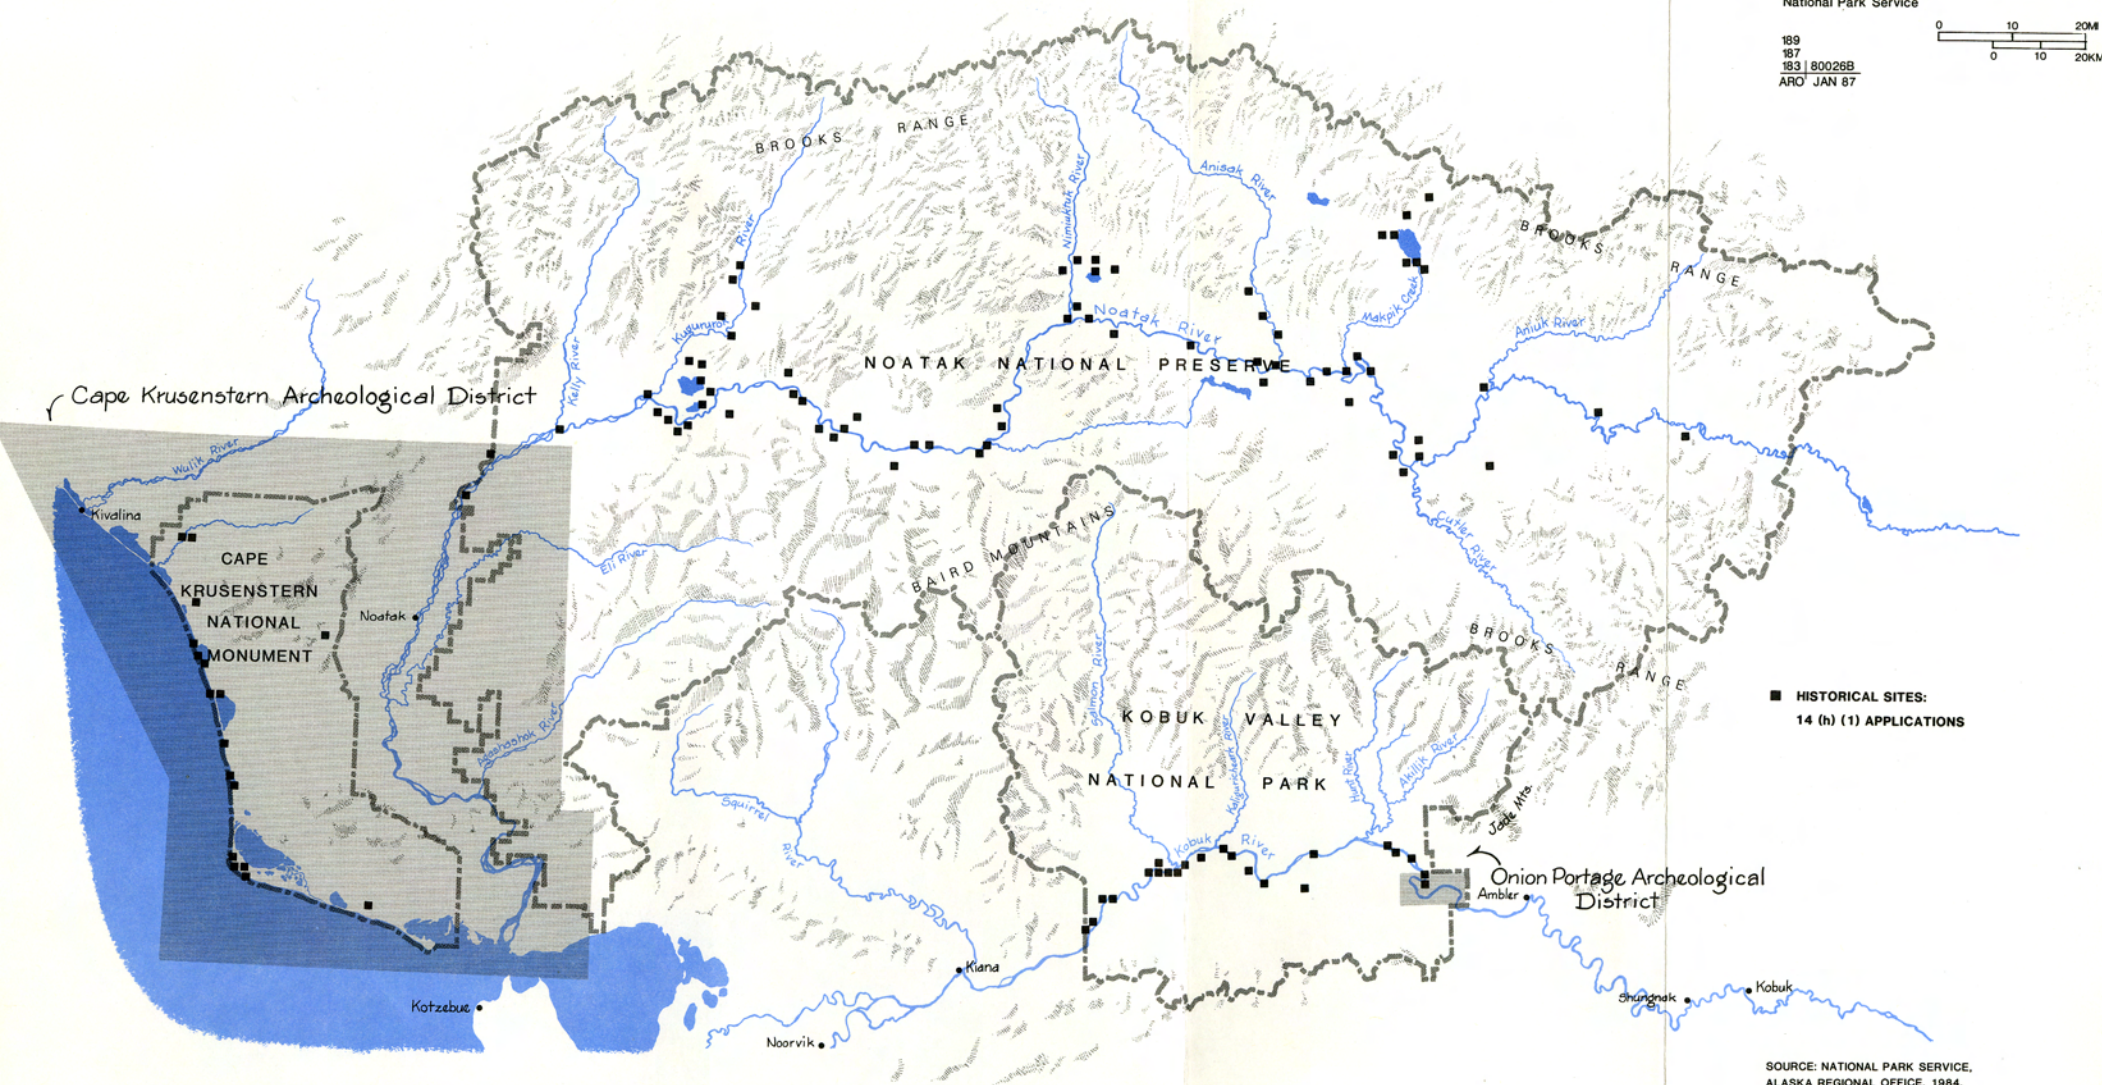 National Park Service
0 10 20MI
0 10 20KM
189
187
183 | 80026B
ARO JAN 87
BROOKS RANGE
Anisak River
Nimiuktuk River
River
Kugururok
Kelly River
BROOKS RANGE
Makpik Creek
Aniuk River
Noatak River
NOATAK NATIONAL PRESERVE
Cape Krusenstern Archeological District
Wulik River
Kivalina
CAPE
KRUSENSTERN
NATIONAL
MONUMENT
Noatak
Eli River
BAIRD MOUNTAINS
Cutler River
BROOKS RANGE
Salmon River
Agashashok River
Squirrel
River
KOBUK VALLEY
NATIONAL PARK
Kaliguricheark River
Hunt River
Akillik River
Jade Mts.
HISTORICAL SITES:
14 (h) (1) APPLICATIONS
Kobuk River
Onion Portage Archeological
District
Ambler
Kiana
Kotzebue
Noorvik
Shungnak
Kobuk
SOURCE: NATIONAL PARK SERVICE,
ALASKA REGIONAL OFFICE, 1984.